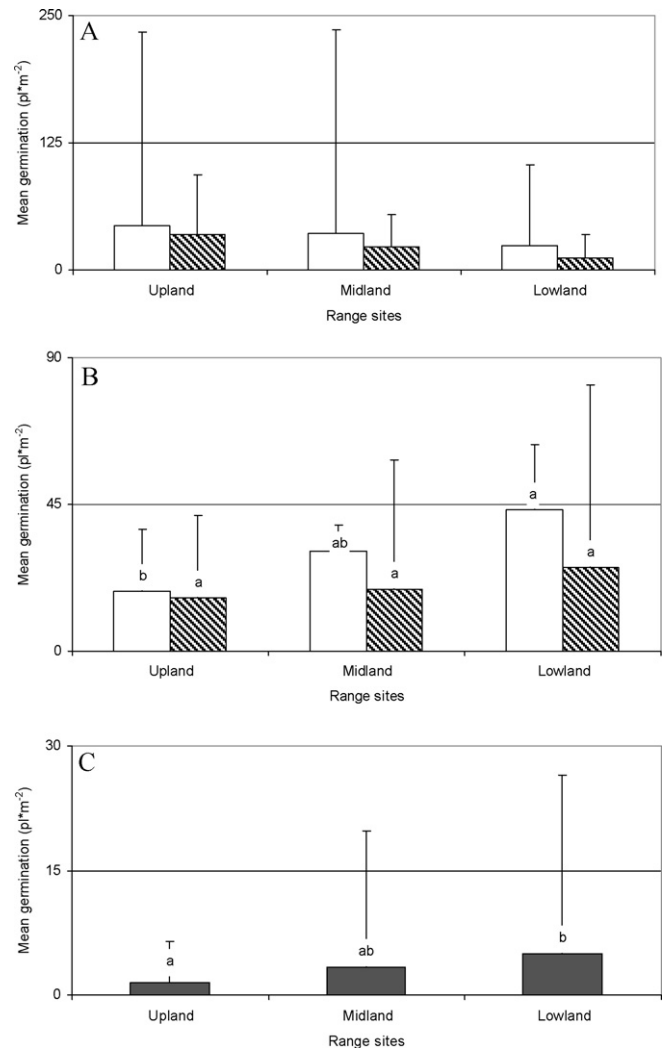 A
250
125
0
Mean germination (pl*m⁻²)
Upland
Midland
Lowland
Range sites
B
90
45
0
Mean germination (pl*m⁻²)
b
a
ab
a
a
a
Upland
Midland
Lowland
Range sites
C
30
15
0
Mean germination (pl*m⁻²)
a
ab
b
Upland
Midland
Lowland
Range sites